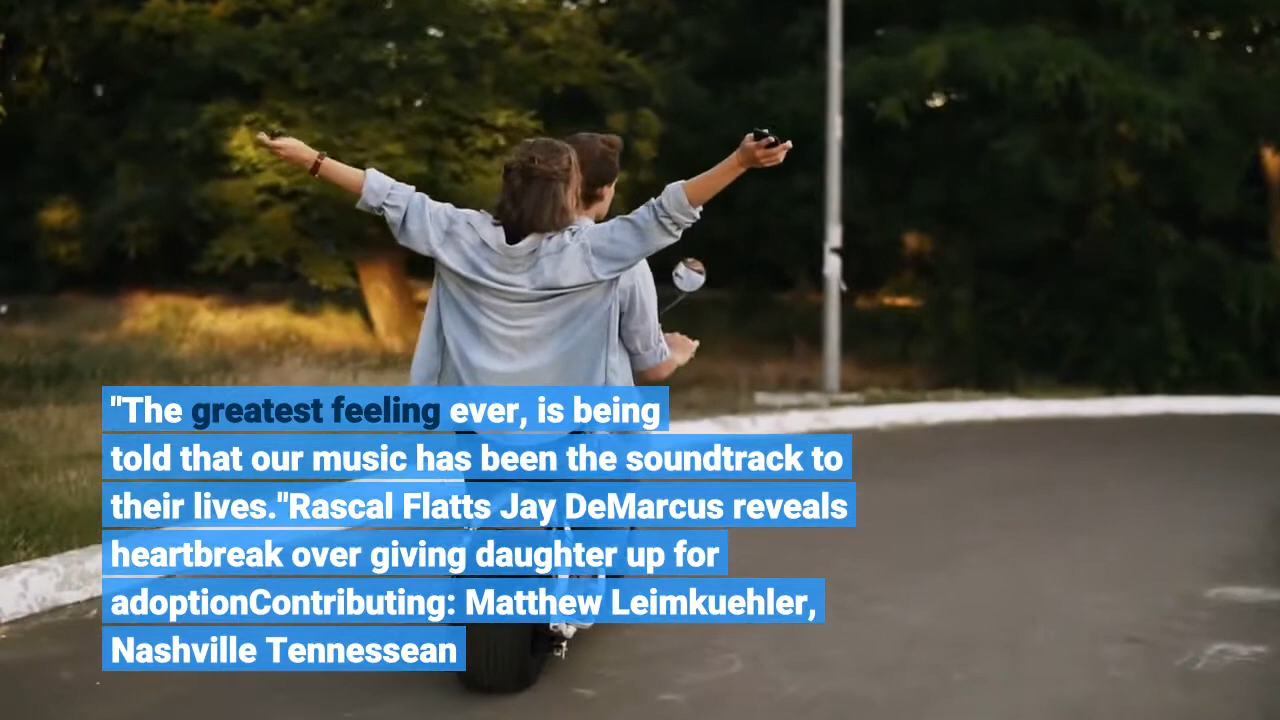 "The greatest feeling ever, is being
told that our music has been the soundtrack to
their lives."Rascal Flatts Jay DeMarcus reveals
heartbreak over giving daughter up for
adoptionContributing: Matthew Leimkuehler,
Nashville Tennessean